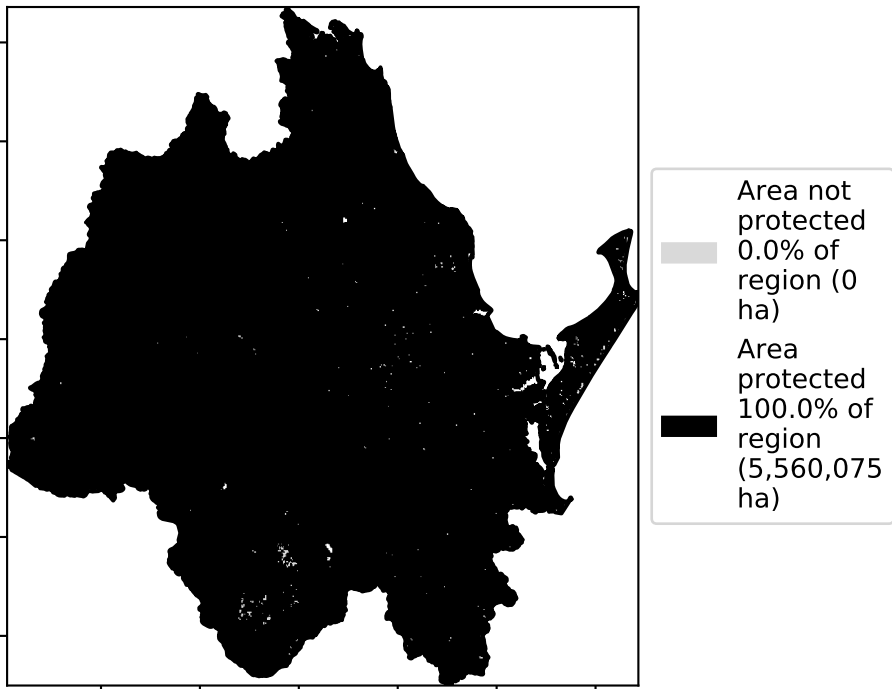 Area not
protected
0.0% of
region (0
ha)
Area
protected
100.0% of
region
(5,560,075
ha)